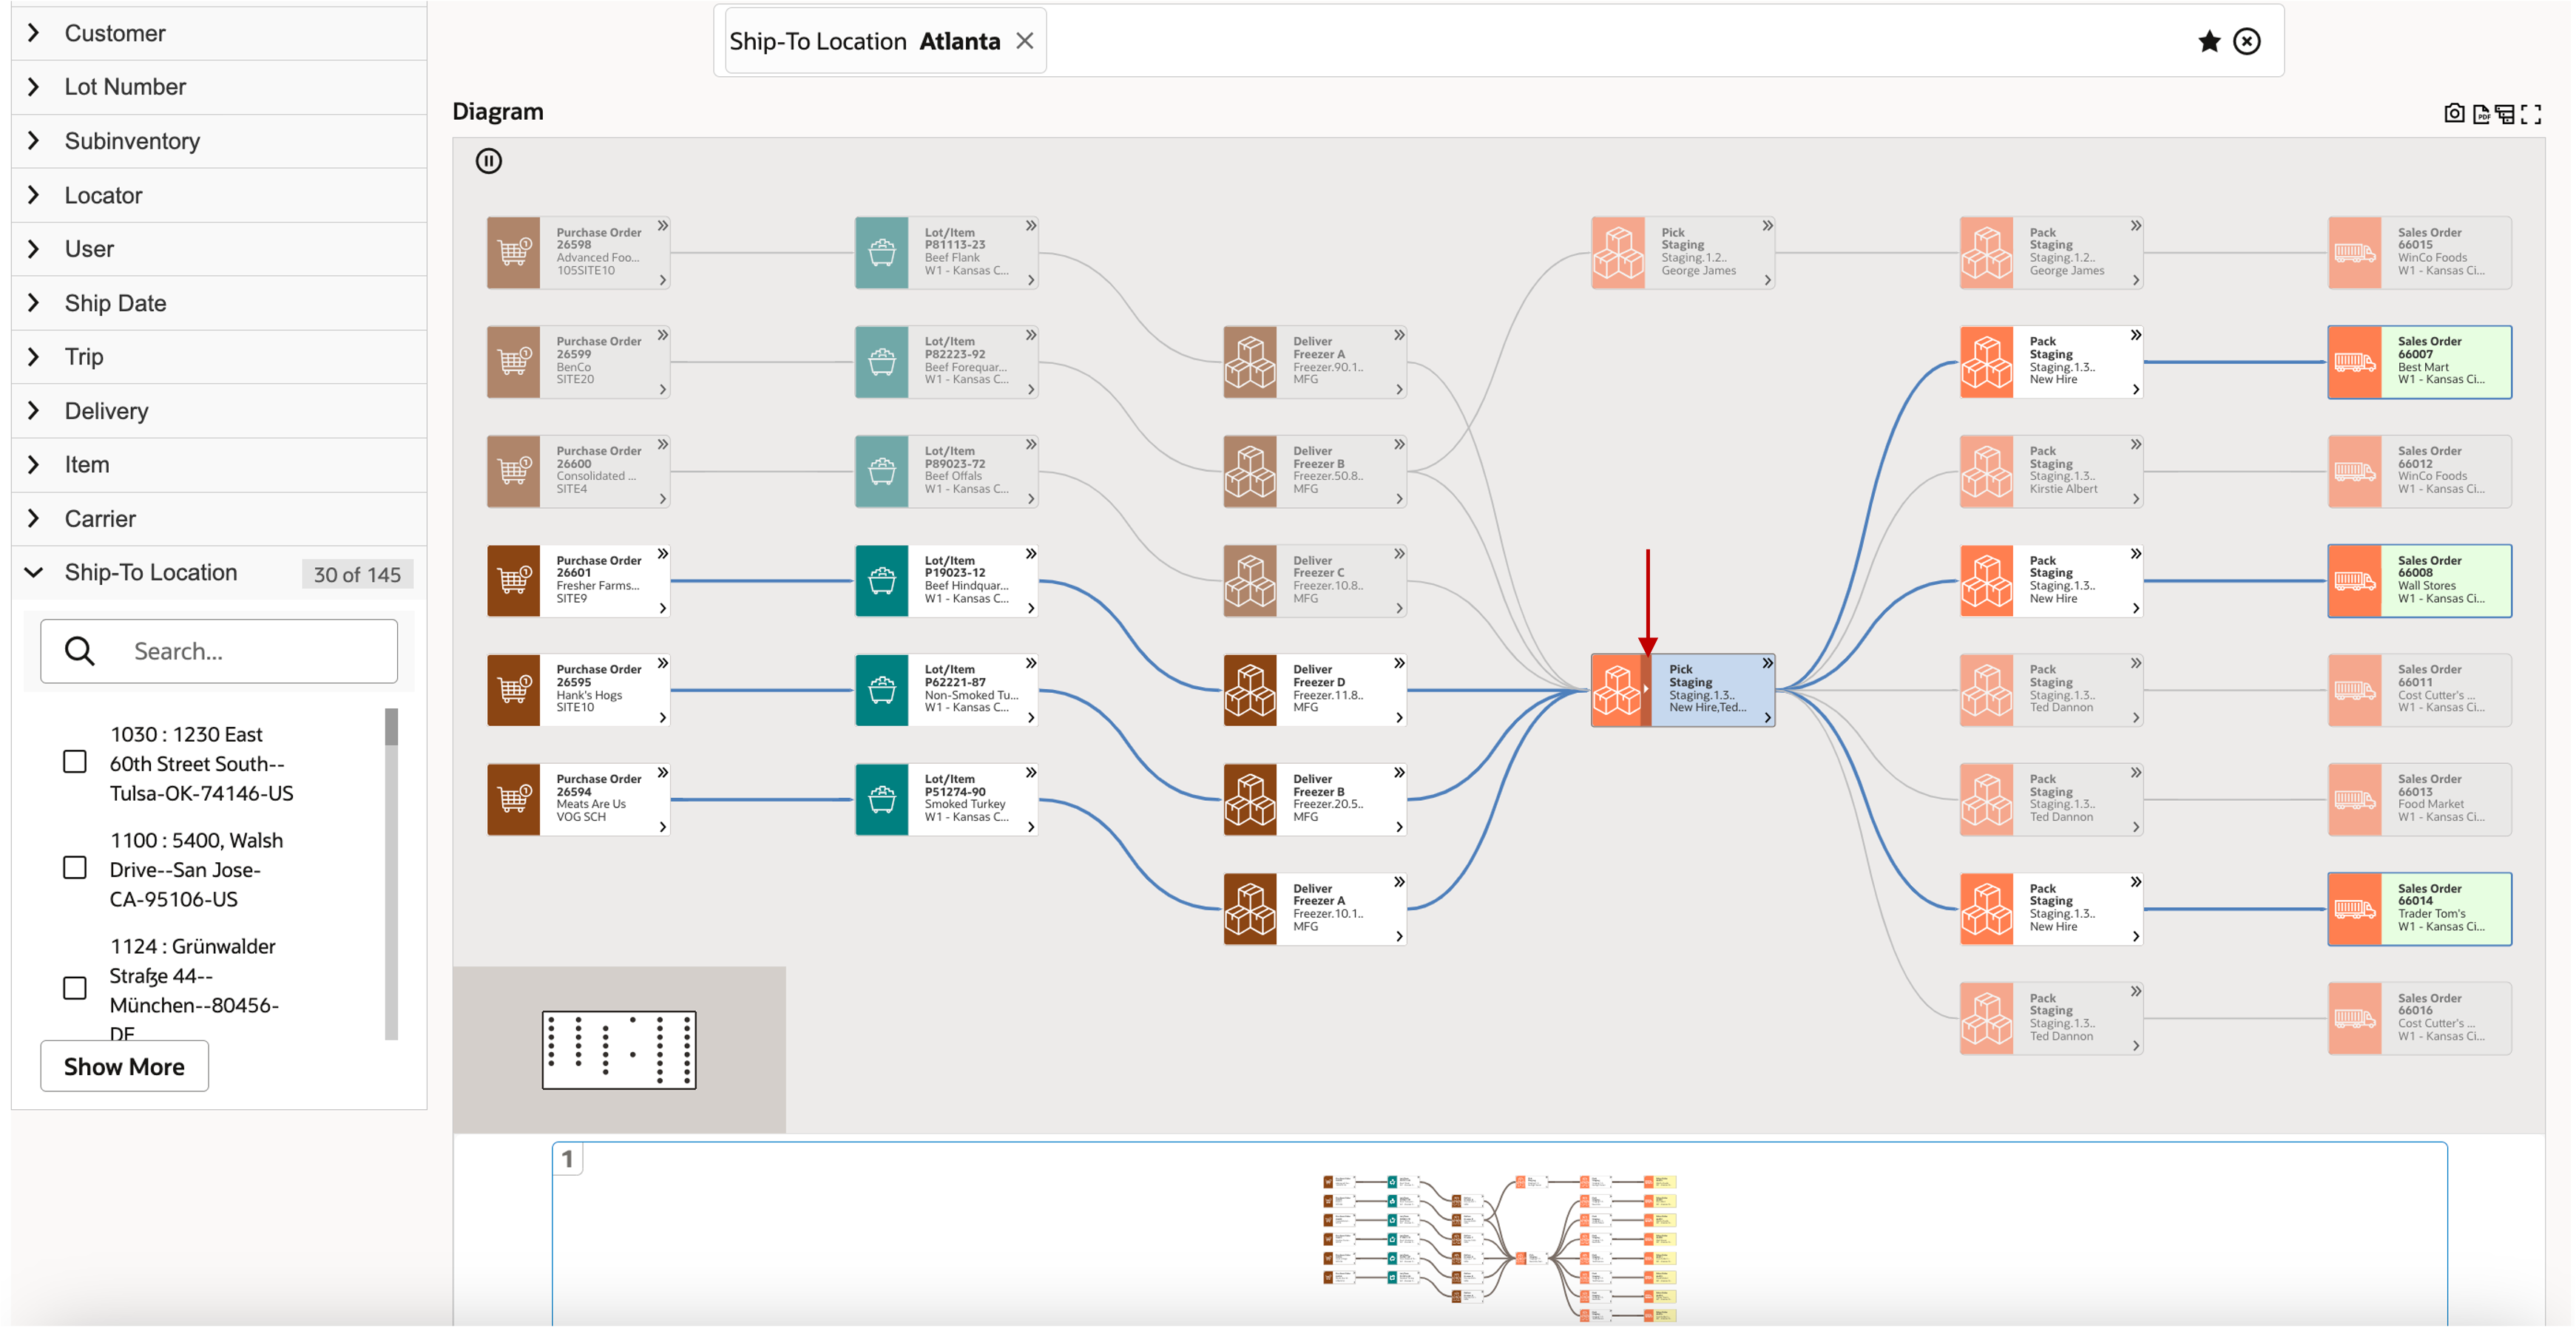 Customer
Lot Number
Subinventory
Locator
User
Ship Date
Trip
Delivery
Item
Carrier
Ship-To Location 30 of 145
Search...
1030 : 1230 East
60th Street South--
Tulsa-OK-74146-US
1100 : 5400, Walsh
Drive--San Jose-
CA-95106-US
1124 : Grünwalder
Straße 44--
München--80456-
DE
Show More
Ship-To Location Atlanta
Diagram
PDF
Purchase Order
26598
Advanced Foo...
105SITE10
Purchase Order
26599
BenCo
SITE20
Purchase Order
26600
Consolidated ...
SITE4
Purchase Order
26601
Fresher Farms...
SITE9
Purchase Order
26595
Hank's Hogs
SITE10
Purchase Order
26594
Meats Are Us
VOG SCH
Lot/Item
P81113-23
Beef Flank
W1 - Kansas C...
Lot/Item
P82223-92
Beef Forequar...
W1 - Kansas C...
Lot/Item
P89023-72
Beef Offals
W1 - Kansas C...
Lot/Item
P19023-12
Beef Hindquar...
W1 - Kansas C...
Lot/Item
P62221-87
Non-Smoked Tu...
W1 - Kansas C...
Lot/Item
P51274-90
Smoked Turkey
W1 - Kansas C...
Deliver
Freezer A
Freezer.90.1..
MFG
Deliver
Freezer B
Freezer.50.8..
MFG
Deliver
Freezer C
Freezer.10.8..
MFG
Deliver
Freezer D
Freezer.11.8..
MFG
Deliver
Freezer B
Freezer.20.5..
MFG
Deliver
Freezer A
Freezer.10.1..
MFG
Pick
Staging
Staging.1.2..
George James
Pick
Staging
Staging.1.3..
New Hire,Ted...
Pack
Staging
Staging.1.2..
George James
Pack
Staging
Staging.1.3..
New Hire
Pack
Staging
Staging.1.3..
Kirstie Albert
Pack
Staging
Staging.1.3..
New Hire
Pack
Staging
Staging.1.3..
Ted Dannon
Pack
Staging
Staging.1.3..
Ted Dannon
Pack
Staging
Staging.1.3..
New Hire
Pack
Staging
Staging.1.3..
Ted Dannon
Sales Order
66015
WinCo Foods
W1 - Kansas Ci...
Sales Order
66007
Best Mart
W1 - Kansas Ci...
Sales Order
66012
WinCo Foods
W1 - Kansas Ci...
Sales Order
66008
Wall Stores
W1 - Kansas Ci...
Sales Order
66011
Cost Cutter's ...
W1 - Kansas Ci...
Sales Order
66013
Food Market
W1 - Kansas Ci...
Sales Order
66014
Trader Tom's
W1 - Kansas Ci...
Sales Order
66016
Cost Cutter's ...
W1 - Kansas Ci...
1